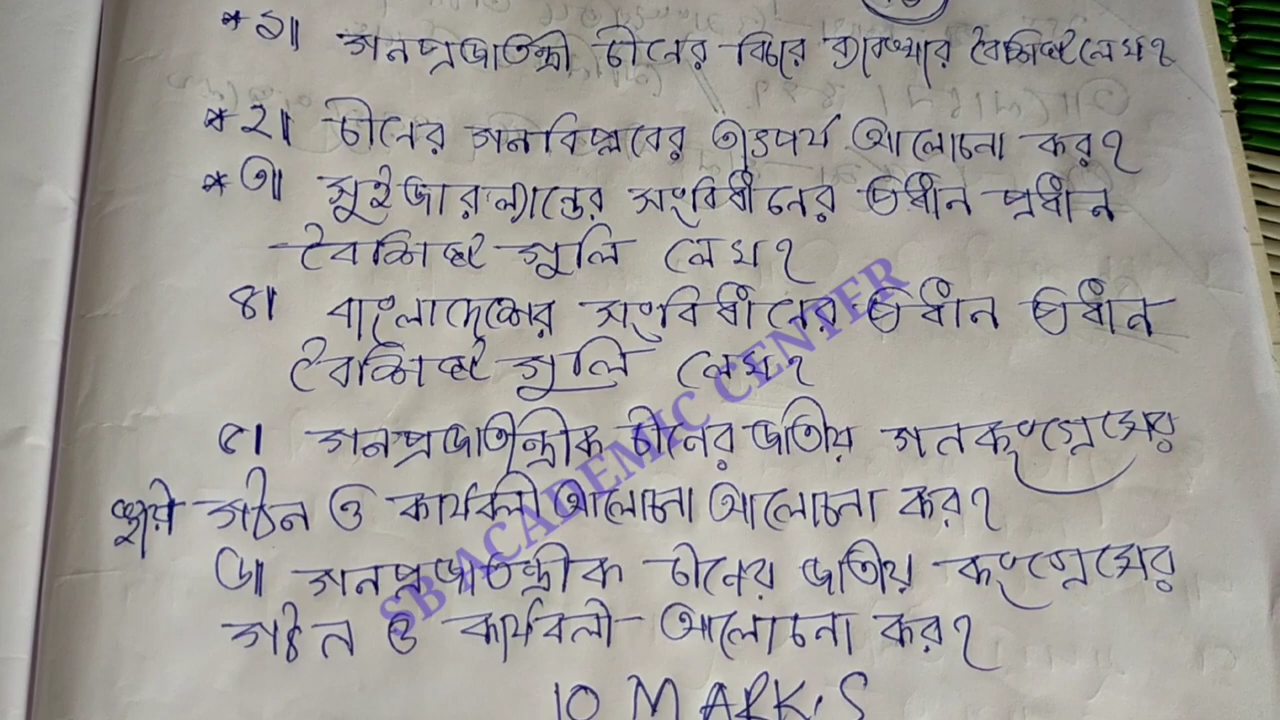 * ১॥ গনপ্রজাতন্ত্রী চীনের বিচার ব্যবস্থার বৈশিষ্ট্য লেখ?
* ২॥ চীনের গনবিপ্লবের তাৎপর্য আলোচনা কর?
* ৩॥ সুইজারল্যান্ডের সংবিধানের প্রধান প্রধান
বৈশিষ্ট্য গুলি লেখ?
৪॥ বাংলাদেশের সংবিধানের প্রধান প্রধান
বৈশিষ্ট্য গুলি লেখ?
৫। গনপ্রজাতন্ত্রীক চীনের জাতীয় গনকংগ্রেসের
স্থায়ী গঠন ও কার্যাবলী আলোচনা আলোচনা কর?
৬॥ গনপ্রজাতন্ত্রীক চীনের জাতীয় কংগ্রেসের
গঠন ও কার্যাবলী আলোচনা কর?
10 MARKS
SB ACADEMIC CENTER